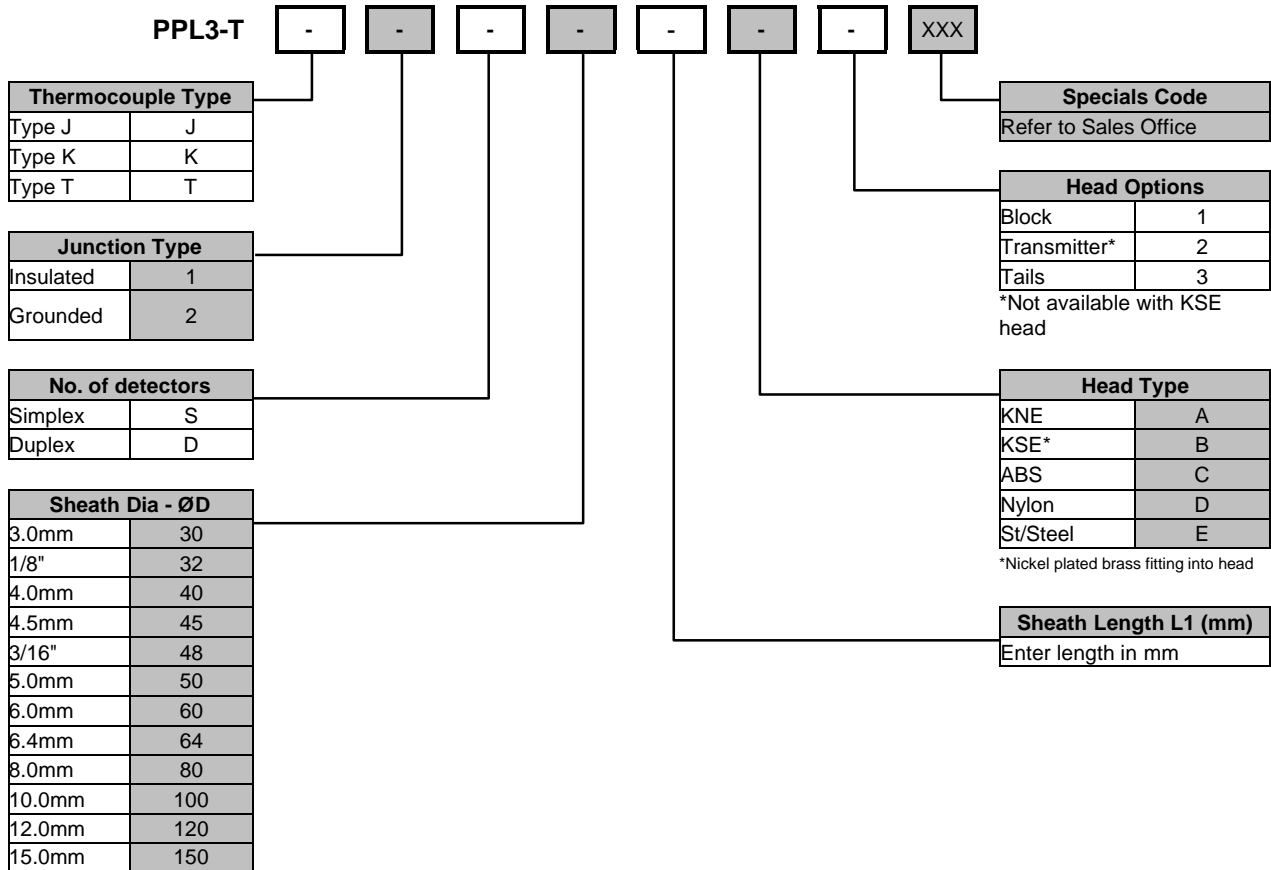 PPL3-T - - - - - - - XXX
Thermocouple Type
Type J J
Type K K
Type T T
Junction Type
Insulated 1
Grounded 2
No. of detectors
Simplex S
Duplex D
Sheath Dia - ØD
3.0mm 30
1/8" 32
4.0mm 40
4.5mm 45
3/16" 48
5.0mm 50
6.0mm 60
6.4mm 64
8.0mm 80
10.0mm 100
12.0mm 120
15.0mm 150
Specials Code
Refer to Sales Office
Head Options
Block 1
Transmitter* 2
Tails 3
*Not available with KSE
head
Head Type
KNE A
KSE* B
ABS C
Nylon D
St/Steel E
*Nickel plated brass fitting into head
Sheath Length L1 (mm)
Enter length in mm